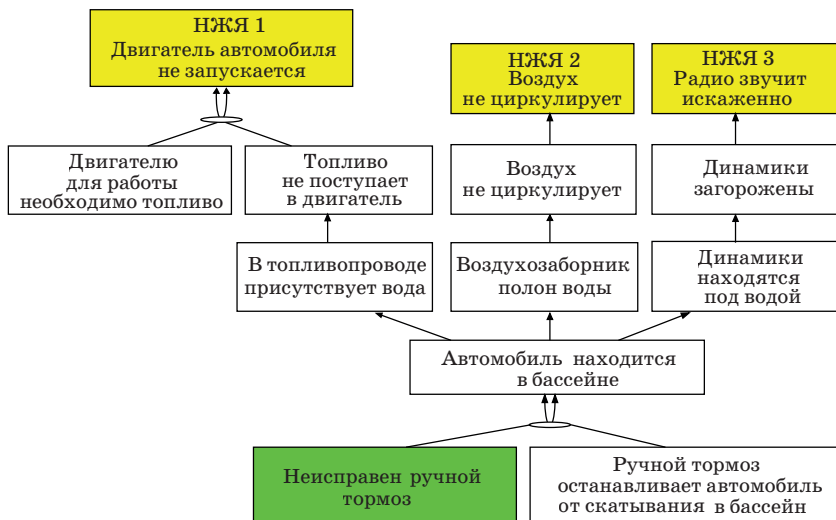 НЖЯ 1
Двигатель автомобиля
не запускается
НЖЯ 2
Воздух
не циркулирует
НЖЯ 3
Радио звучит
искаженно
Двигателю
для работы
необходимо топливо
Топливо
не поступает
в двигатель
Воздух
не циркулирует
Динамики
загорожены
В топливопроводе
присутствует вода
Воздухозаборник
полон воды
Динамики
находятся
под водой
Автомобиль находится
в бассейне
Неисправен ручной
тормоз
Ручной тормоз
останавливает автомобиль
от скатывания в бассейн